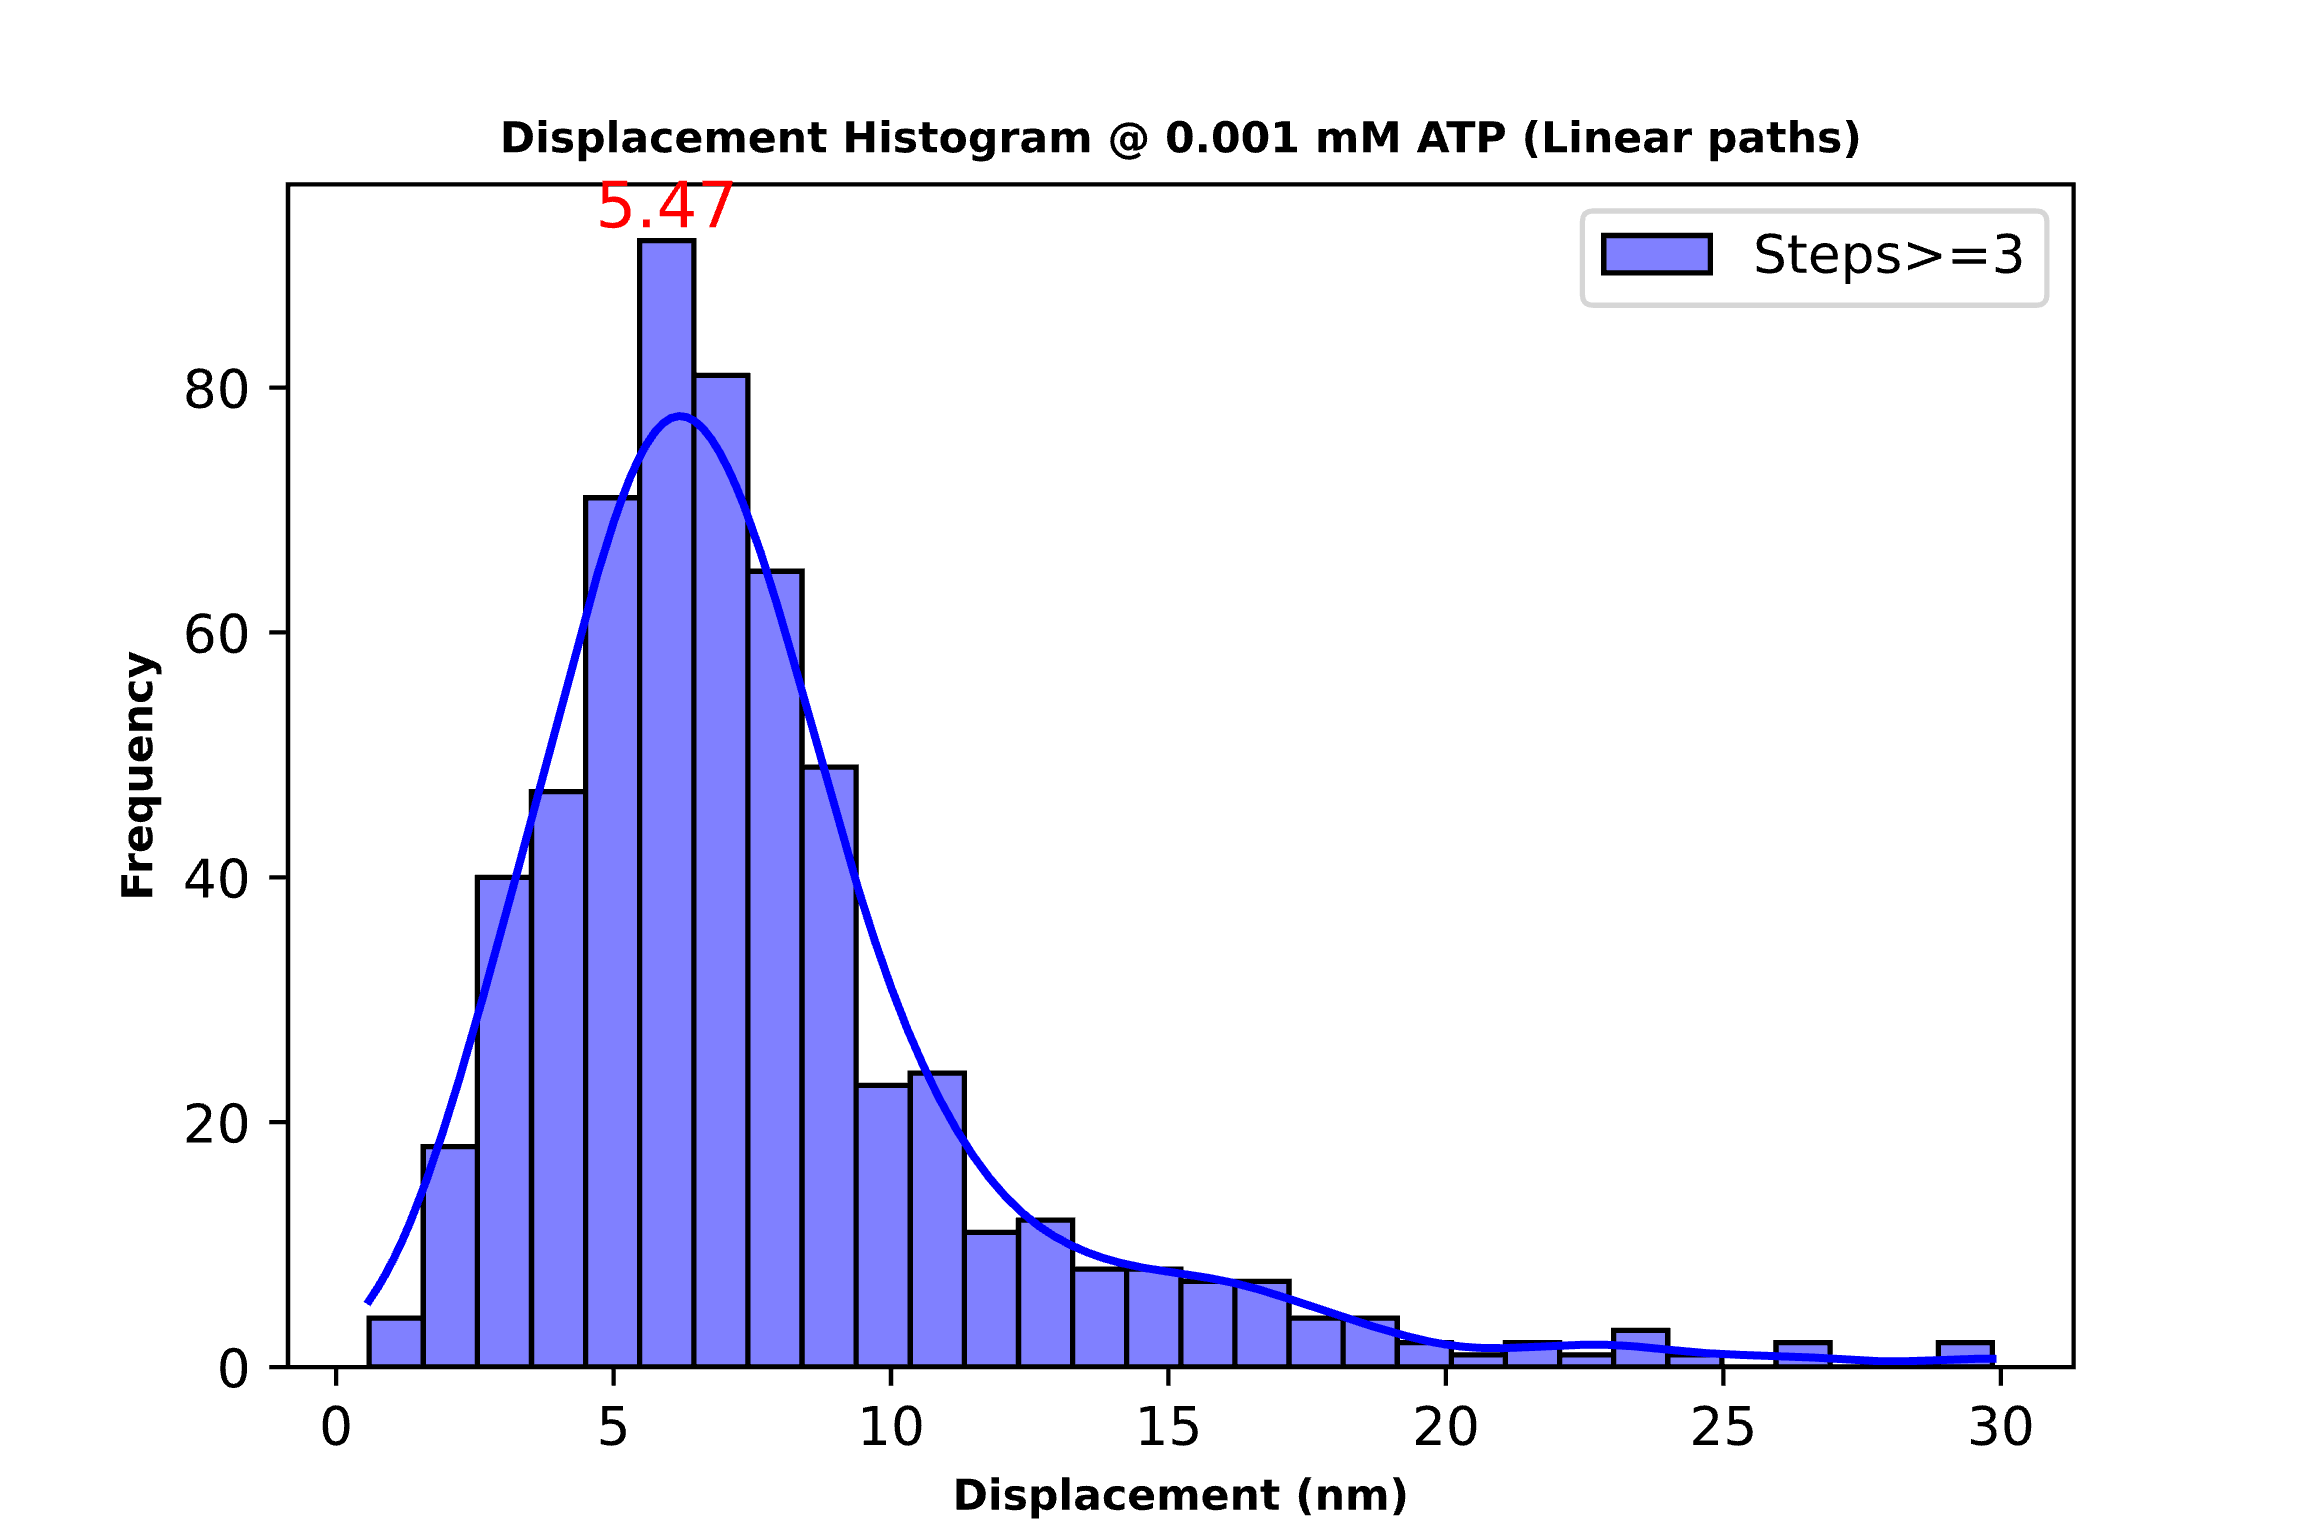 Displacement Histogram @ 0.001 mM ATP (Linear paths)
5.47
Steps>=3
80
60
40
20
0
Frequency
0 5 10 15 20 25 30
Displacement (nm)